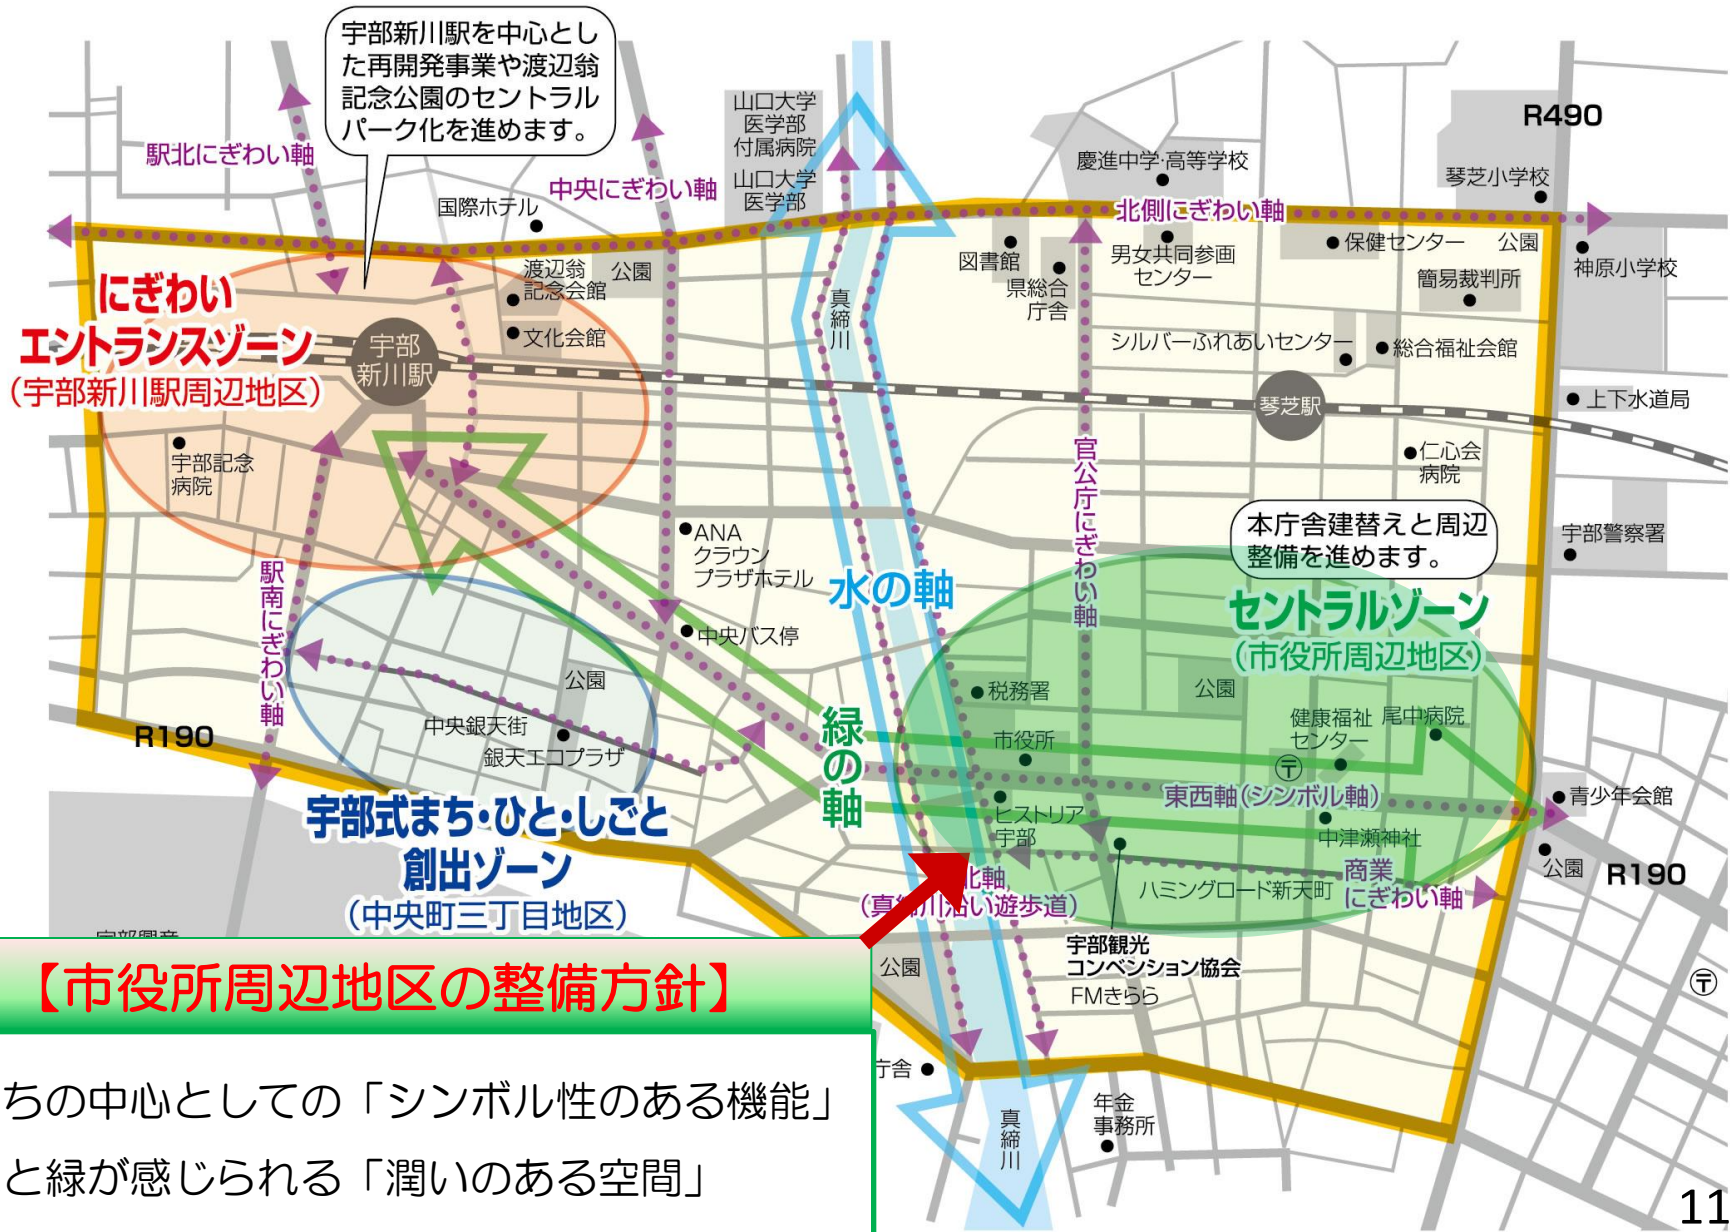 宇部新川駅を中心とし
た再開発事業や渡辺翁
記念公園のセントラル
パーク化を進めます。
山口大学
医学部
付属病院
山口大学
医学部
R490
駅北にぎわい軸
中央にぎわい軸
慶進中学・高等学校
琴芝小学校
国際ホテル
北側にぎわい軸
図書館
県総合
庁舎
男女共同参画
センター
保健センター
公園
神原小学校
簡易裁判所
渡辺翁
記念会館
公園
文化会館
にぎわい
エントランスゾーン
(宇部新川駅周辺地区)
宇部
新川駅
真締川
シルバーふれあいセンター
総合福祉会館
琴芝駅
上下水道局
宇部記念
病院
官公庁にぎわい軸
仁心会
病院
本庁舎建替えと周辺
整備を進めます。
宇部警察署
ANA
クラウン
プラザホテル
水の軸
セントラルゾーン
(市役所周辺地区)
駅南にぎわい軸
中央バス停
公園
税務署
公園
中央銀天街
銀天エコプラザ
R190
緑の軸
市役所
健康福祉
センター
尾中病院
〒
東西軸(シンボル軸)
青少年会館
宇部式まち・ひと・しごと
創出ゾーン
(中央町三丁目地区)
ヒストリア
宇部
中津瀬神社
公園
R190
北軸
(真締川沿い遊歩道)
ハミングロード新天町
商業
にぎわい軸
宇部観光
コンベンション協会
FMきらら
公園
〒
【市役所周辺地区の整備方針】
庁舎
真締川
年金
事務所
ちの中心としての「シンボル性のある機能」
と緑が感じられる「潤いのある空間」
11